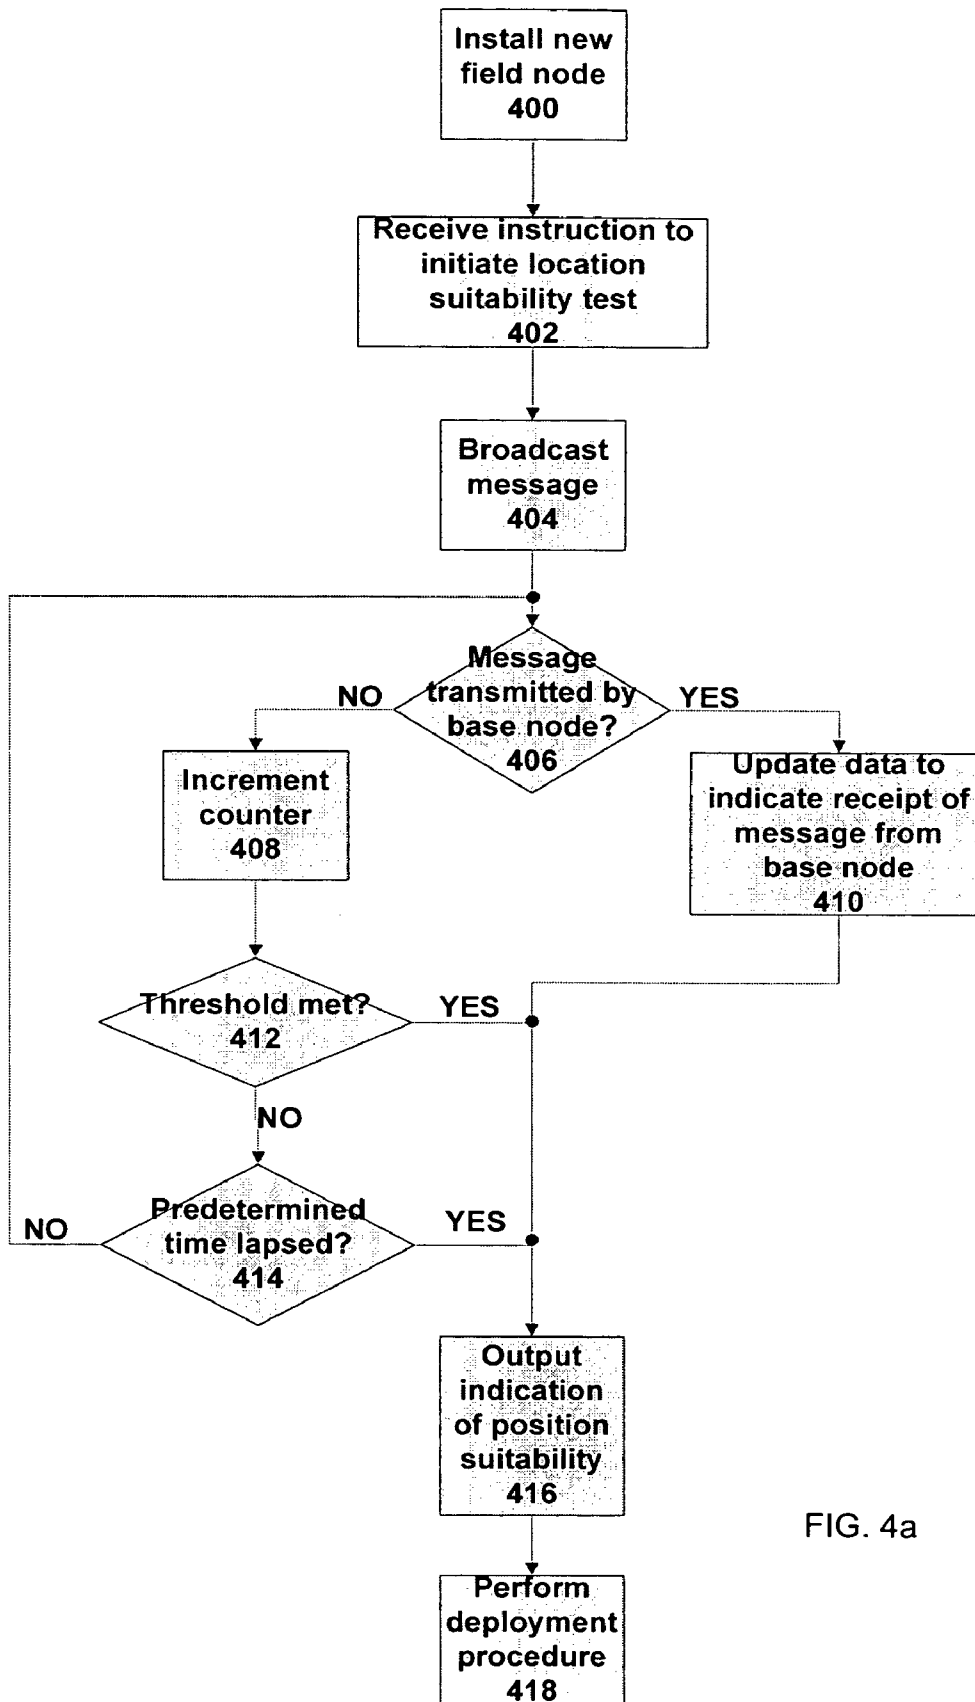 Install new
field node
400
Receive instruction to
initiate location
suitability test
402
Broadcast
message
404
Message
transmitted by
base node?
406
NO
YES
Increment
counter
408
Update data to
indicate receipt of
message from
base node
410
Threshold met?
412
YES
NO
Predetermined
time lapsed?
414
NO
YES
Output
indication
of position
suitability
416
FIG. 4a
Perform
deployment
procedure
418